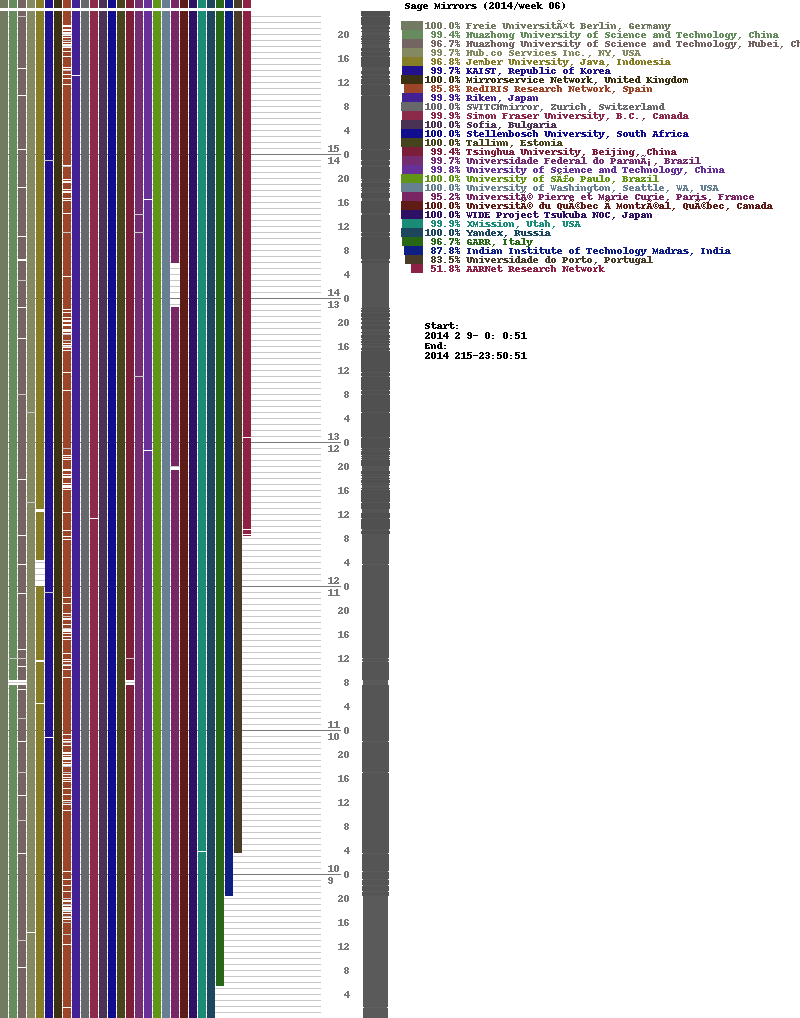 Sage Mirrors (2014/week 06)
100.0% Freie UniversitÃ¤t Berlin, Germany
99.4% Huazhong University of Science and Technology, China
96.7% Huazhong University of Science and Technology, Hubei, Ch
99.7% Hub.co Services Inc., NY, USA
96.8% Jember University, Java, Indonesia
99.7% KAIST, Republic of Korea
100.0% Mirrorservice Network, United Kingdom
85.8% RedIRIS Research Network, Spain
99.9% Riken, Japan
100.0% SWITCHmirror, Zurich, Switzerland
99.9% Simon Fraser University, B.C., Canada
100.0% Sofia, Bulgaria
100.0% Stellenbosch University, South Africa
100.0% Tallinn, Estonia
99.4% Tsinghua University, Beijing, China
99.7% Universidade Federal do ParanÃ¡, Brazil
99.8% University of Science and Technology, China
100.0% University of SÃ£o Paulo, Brazil
100.0% University of Washington, Seattle, WA, USA
95.2% UniversitÃ© Pierre et Marie Curie, Paris, France
100.0% UniversitÃ© du QuÃ©bec Ã MontrÃ©al, QuÃ©bec, Canada
100.0% WIDE Project Tsukuba NOC, Japan
99.9% XMission, Utah, USA
100.0% Yandex, Russia
96.7% GARR, Italy
87.8% Indian Institute of Technology Madras, India
83.5% Universidade do Porto, Portugal
51.8% AARNet Research Network
Start:
2014 2 9- 0: 0:51
End:
2014 215-23:50:51
20
16
12
8
4
15
0
14
20
16
12
8
4
14
0
13
20
16
12
8
4
13
0
12
20
16
12
8
4
12
0
11
20
16
12
8
4
11
0
10
20
16
12
8
4
10
0
9
20
16
12
8
4